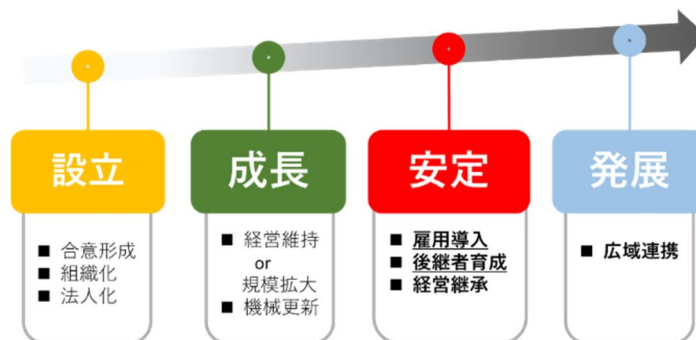 設立
■ 合意形成
■ 組織化
■ 法人化
成長
■ 経営維持
or
規模拡大
■ 機械更新
安定
■ 雇用導入
■ 後継者育成
■ 経営継承
発展
■ 広域連携